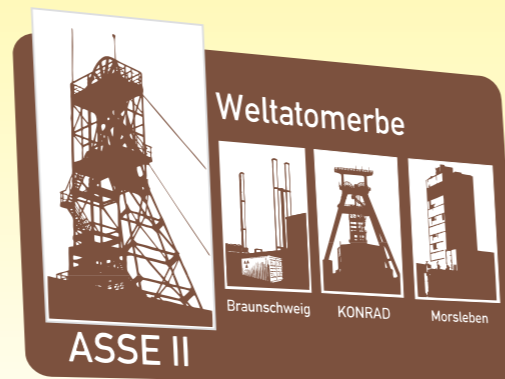 Weltatomerbe
Braunschweig
KONRAD
Morsleben
ASSE II